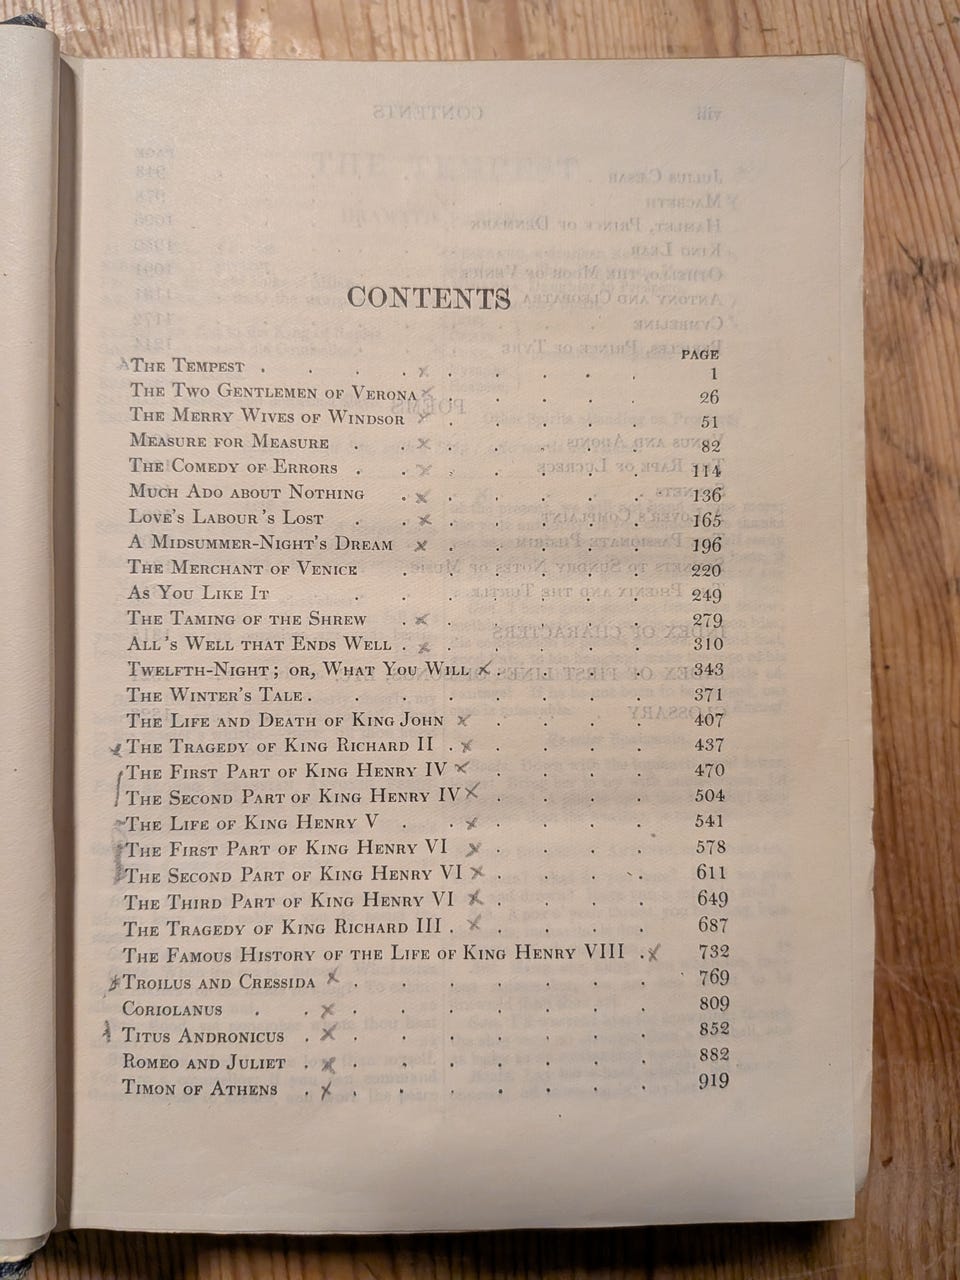 CONTENTS
PAGE
The Tempest . . . . . . . . . 1
The Two Gentlemen of Verona . . . . . 26
The Merry Wives of Windsor . . . . . 51
Measure for Measure . . . . . . . 82
The Comedy of Errors . . . . . . 114
Much Ado about Nothing . . . . . . 136
Love's Labour's Lost . . . . . . . 165
A Midsummer-Night's Dream . . . . . 196
The Merchant of Venice . . . . . . 220
As You Like It . . . . . . . 249
The Taming of the Shrew . . . . . . 279
All's Well that Ends Well . . . . . . 310
Twelfth-Night; or, What You Will . . . . 343
The Winter's Tale . . . . . . . . 371
The Life and Death of King John . . . . 407
The Tragedy of King Richard II . . . . . 437
The First Part of King Henry IV . . . . 470
The Second Part of King Henry IV . . . . 504
The Life of King Henry V . . . . . . 541
The First Part of King Henry VI . . . . 578
The Second Part of King Henry VI . . . . 611
The Third Part of King Henry VI . . . . 649
The Tragedy of King Richard III . . . . . 687
The Famous History of the Life of King Henry VIII . 732
Troilus and Cressida . . . . . . . 769
Coriolanus . . . . . . . . . 809
Titus Andronicus . . . . . . . . 852
Romeo and Juliet . . . . . . . . 882
Timon of Athens . . . . . . . . 919